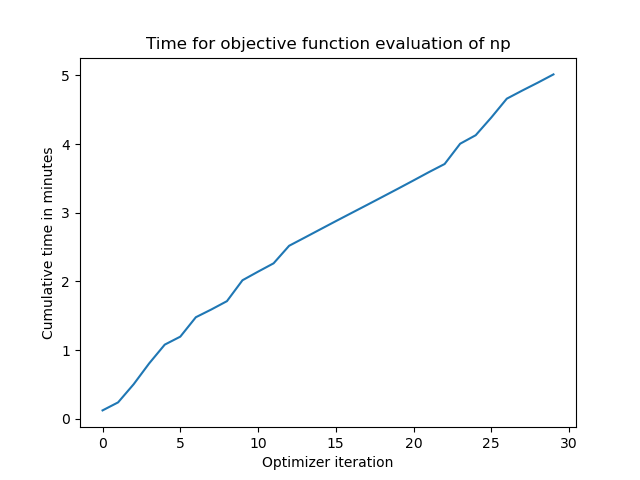 Time for objective function evaluation of np
Cumulative time in minutes
5
4
3
2
1
0
0 5 10 15 20 25 30
Optimizer iteration